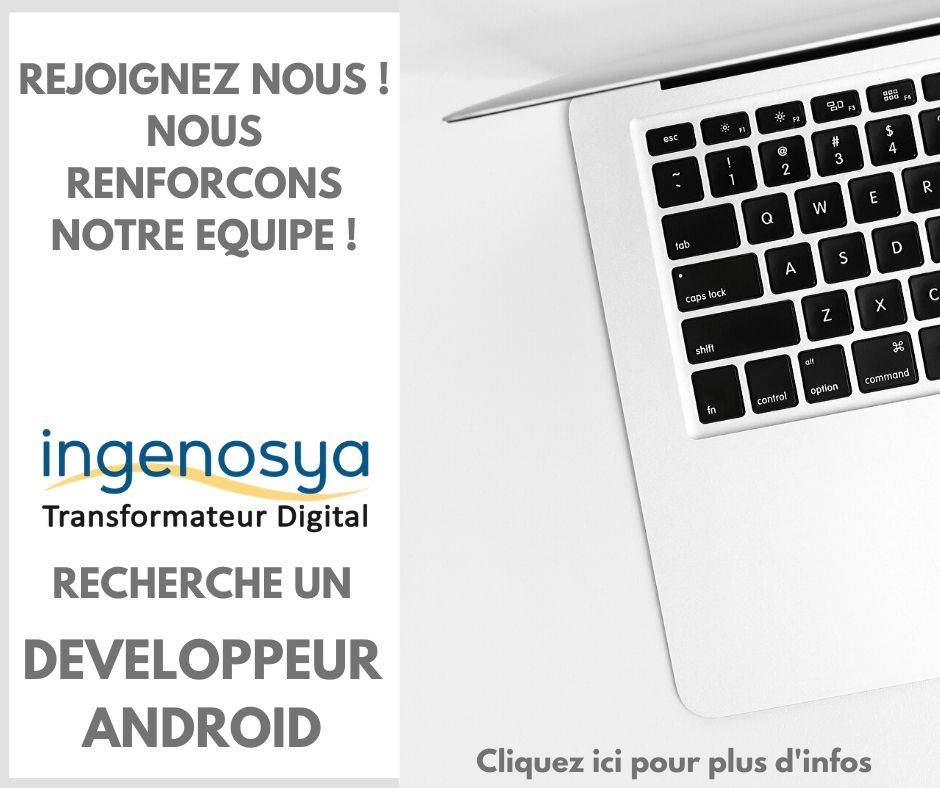 REJOIGNEZ NOUS !
NOUS
RENFORCONS
NOTRE EQUIPE !
ingenosya
Transformateur Digital
RECHERCHE UN
DEVELOPPEUR
ANDROID
esc F1 F2 F3 F4
~ ! @ # $
` 1 2 3 4
tab Q W E R
caps lock A S D
shift Z X C
fn control alt option ⌘ command
Cliquez ici pour plus d'infos